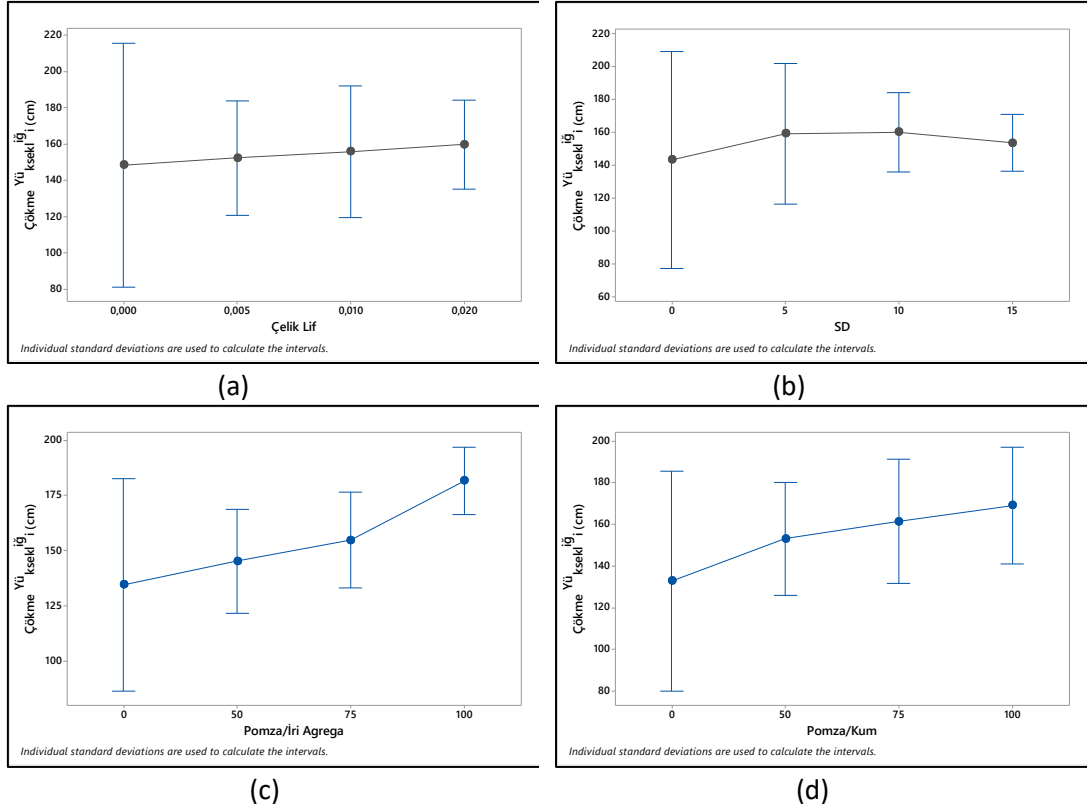 Çökme Yüksekliği (cm)
220
200
180
160
140
120
100
80
0,000 0,005 0,010 0,020
Çelik Lif
Individual standard deviations are used to calculate the intervals.
(a)
Çökme Yüksekliği (cm)
220
200
180
160
140
120
100
80
60
0 5 10 15
SD
Individual standard deviations are used to calculate the intervals.
(b)
Çökme Yüksekliği (cm)
200
175
150
125
100
0 50 75 100
Pomza/İri Agrega
Individual standard deviations are used to calculate the intervals.
(c)
Çökme Yüksekliği (cm)
200
180
160
140
120
100
80
0 50 75 100
Pomza/Kum
Individual standard deviations are used to calculate the intervals.
(d)